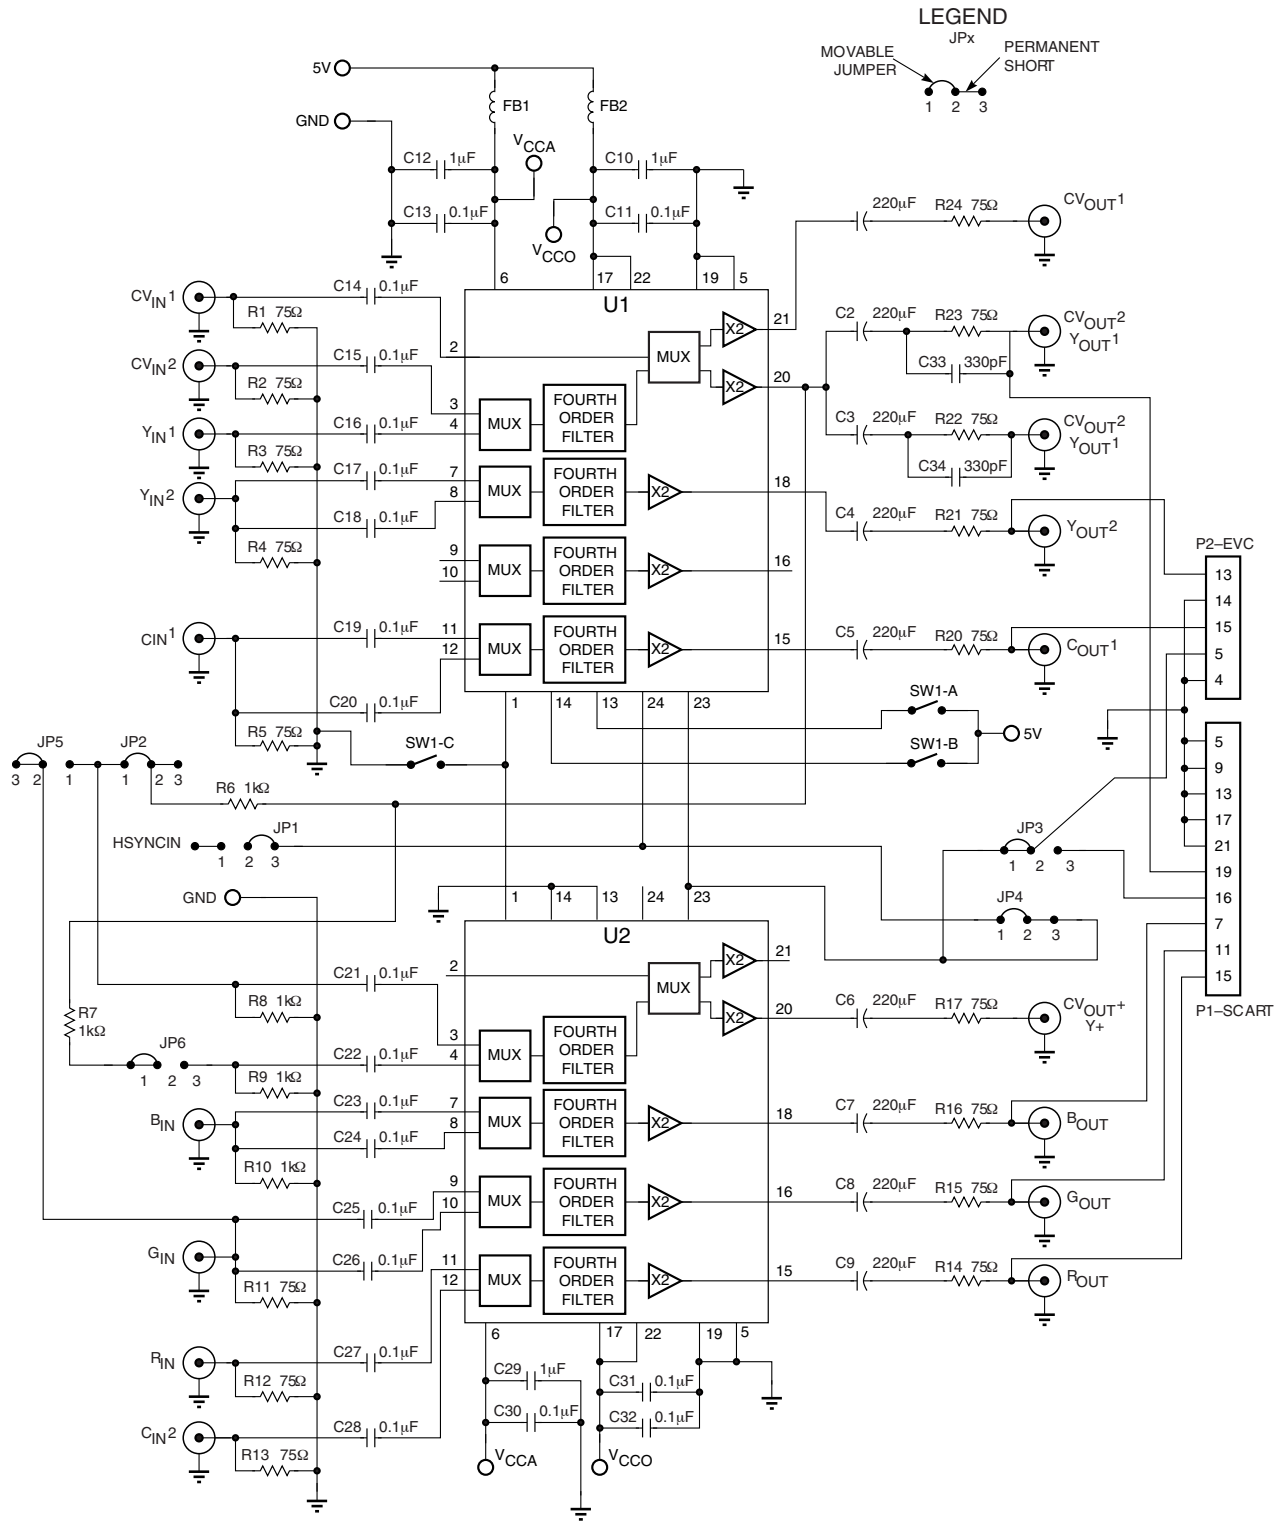 LEGEND
JPx
MOVABLE JUMPER
PERMANENT SHORT
1 2 3
5V
FB1
FB2
GND
VCCA
C12 1µF
C10 1µF
C13 0.1µF
C11 0.1µF
VCCO
6
17
22
19
5
U1
CVIN1
R1 75Ω
C14 0.1µF
2
CVIN2
R2 75Ω
C15 0.1µF
3
YIN1
R3 75Ω
C16 0.1µF
4
YIN2
C17 0.1µF
7
C18 0.1µF
8
R4 75Ω
9
10
CIN1
C19 0.1µF
11
12
C20 0.1µF
R5 75Ω
MUX
X2
21
X2
20
MUX
FOURTH ORDER FILTER
MUX
FOURTH ORDER FILTER
X2
18
MUX
FOURTH ORDER FILTER
X2
16
MUX
FOURTH ORDER FILTER
X2
15
220µF R24 75Ω
CVOUT1
C2 220µF R23 75Ω
CVOUT2
YOUT1
C33 330pF
C3 220µF R22 75Ω
CVOUT2
YOUT1
C34 330pF
C4 220µF R21 75Ω
YOUT2
C5 220µF R20 75Ω
COUT1
P2–EVC
13
14
15
5
4
1
14
13
24
23
SW1-A
SW1-B
5V
SW1-C
JP5
3 2 1
JP2
1 2 3
R6 1kΩ
HSYNCIN
JP1
1 2 3
GND
JP3
1 2 3
JP4
1 2 3
5
9
13
17
21
19
16
7
11
15
P1–SCART
1
14
13
24
23
U2
2
C21 0.1µF
R8 1kΩ
R7 1kΩ
3
4
JP6
1 2 3
C22 0.1µF
R9 1kΩ
BIN
C23 0.1µF
7
C24 0.1µF
8
R10 1kΩ
C25 0.1µF
9
10
GIN
C26 0.1µF
R11 75Ω
11
12
RIN
C27 0.1µF
R12 75Ω
CIN2
C28 0.1µF
R13 75Ω
MUX
X2
21
X2
20
MUX
FOURTH ORDER FILTER
MUX
FOURTH ORDER FILTER
X2
18
MUX
FOURTH ORDER FILTER
X2
16
MUX
FOURTH ORDER FILTER
X2
15
C6 220µF R17 75Ω
CVOUT+
Y+
C7 220µF R16 75Ω
BOUT
C8 220µF R15 75Ω
GOUT
C9 220µF R14 75Ω
ROUT
6
17
22
19
5
C29 1µF
C31 0.1µF
C30 0.1µF
C32 0.1µF
VCCA
VCCO